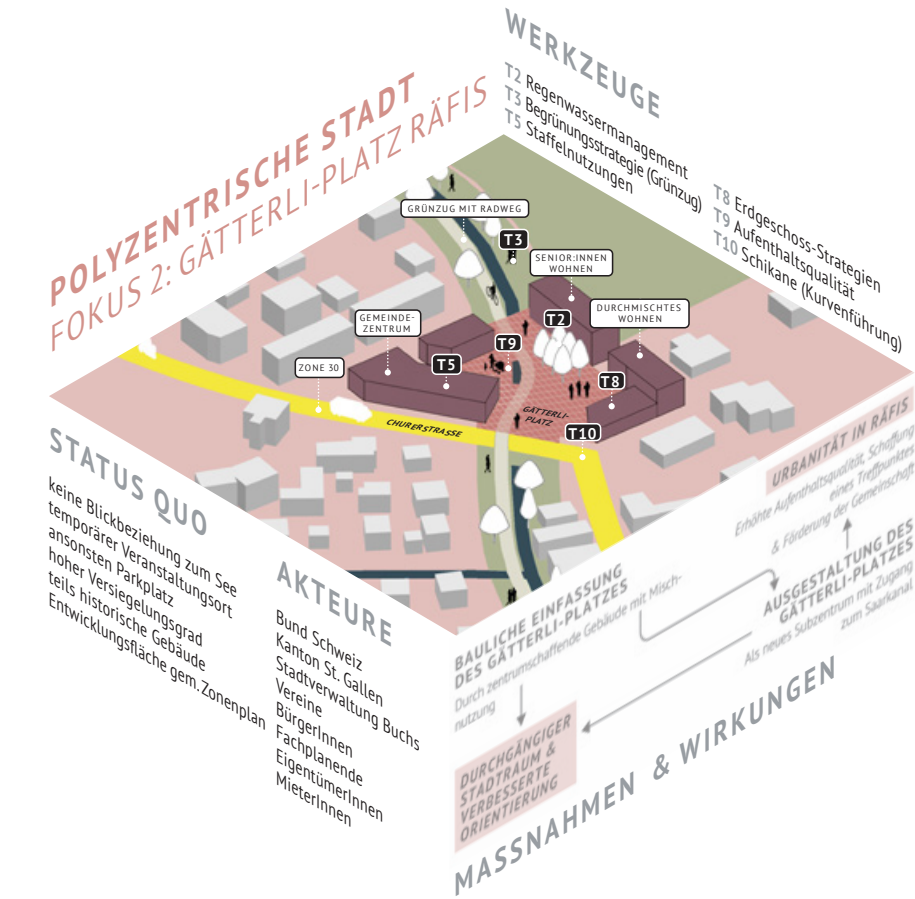 POLYZENTRISCHE STADT
FOKUS 2: GÄTTERLI-PLATZ RÄFIS
WERKZEUGE
T2 Regenwassermanagement
T3 Begrünungsstrategie (Grünzug)
T5 Staffelnutzungen
T8 Erdgeschoss-Strategien
T9 Aufenthaltsqualität
T10 Schikane (Kurvenführung)
GRÜNZUG MIT RADWEG
T3
SENIOR:INNEN
WOHNEN
DURCHMISCHTES
WOHNEN
GEMEINDE-
ZENTRUM
T2
T9
ZONE 30
T5
T8
GÄTTERLI-
PLATZ
CHURERSTRASSE
T10
STATUS QUO
keine Blickbeziehung zum See
temporärer Veranstaltungsort
ansonsten Parkplatz
hoher Versiegelungsgrad
teils historische Gebäude
Entwicklungsfläche gem. Zonenplan
AKTEURE
Bund Schweiz
Kanton St. Gallen
Stadtverwaltung Buchs
Vereine
BürgerInnen
Fachplanende
EigentümerInnen
MieterInnen
URBANITÄT IN RÄFIS
Erhöhte Aufenthaltsqualität, Schaffung
eines Treffpunktes
& Förderung der Gemeinschaft
AUSGESTALTUNG DES
GÄTTERLI-PLATZES
Als neues Subzentrum mit Zugang
zum Saarkanal
BAULICHE EINFASSUNG
DES GÄTTERLI-PLATZES
Durch zentrumschaffende Gebäude mit Misch-
nutzung
DURCHGÄNGIGER
STADTRAUM &
VERBESSERTE
ORIENTIERUNG
MASSNAHMEN & WIRKUNGEN